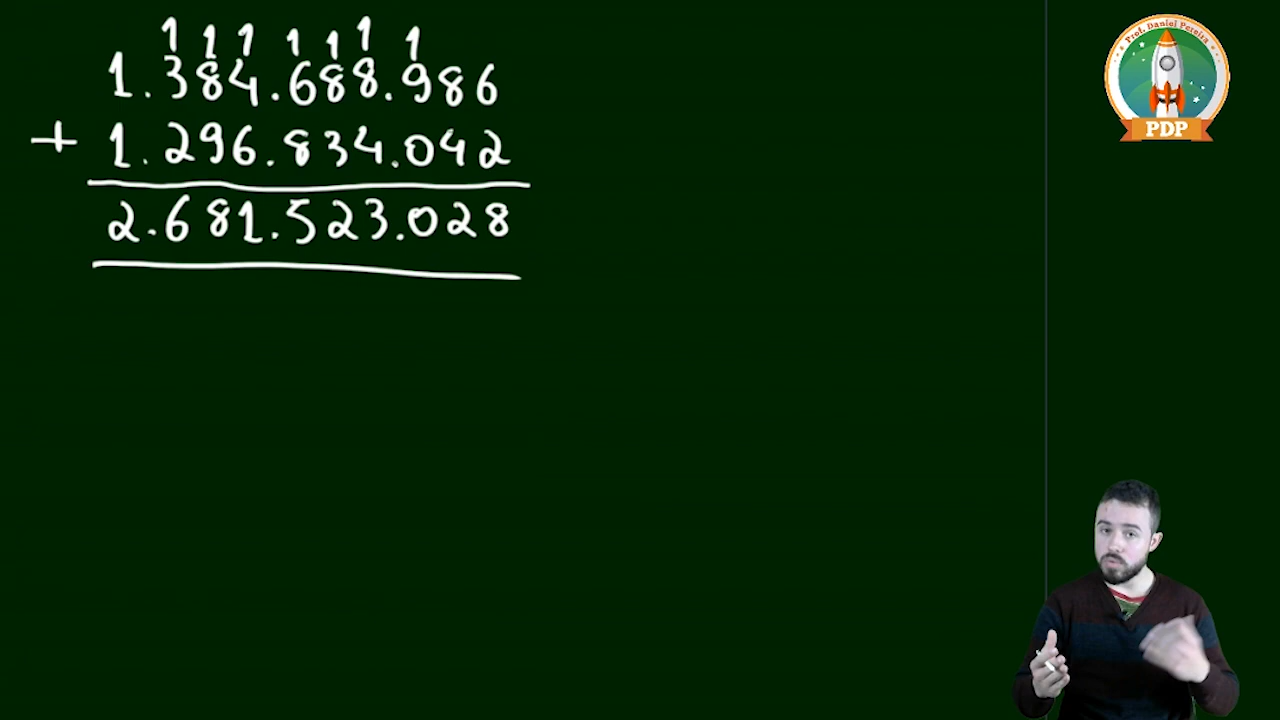 1 1 1 1 1 1 1
1.384.688.986
+ 1.296.834.042
2.681.523.028
Prof. Daniel Pereira
PDP